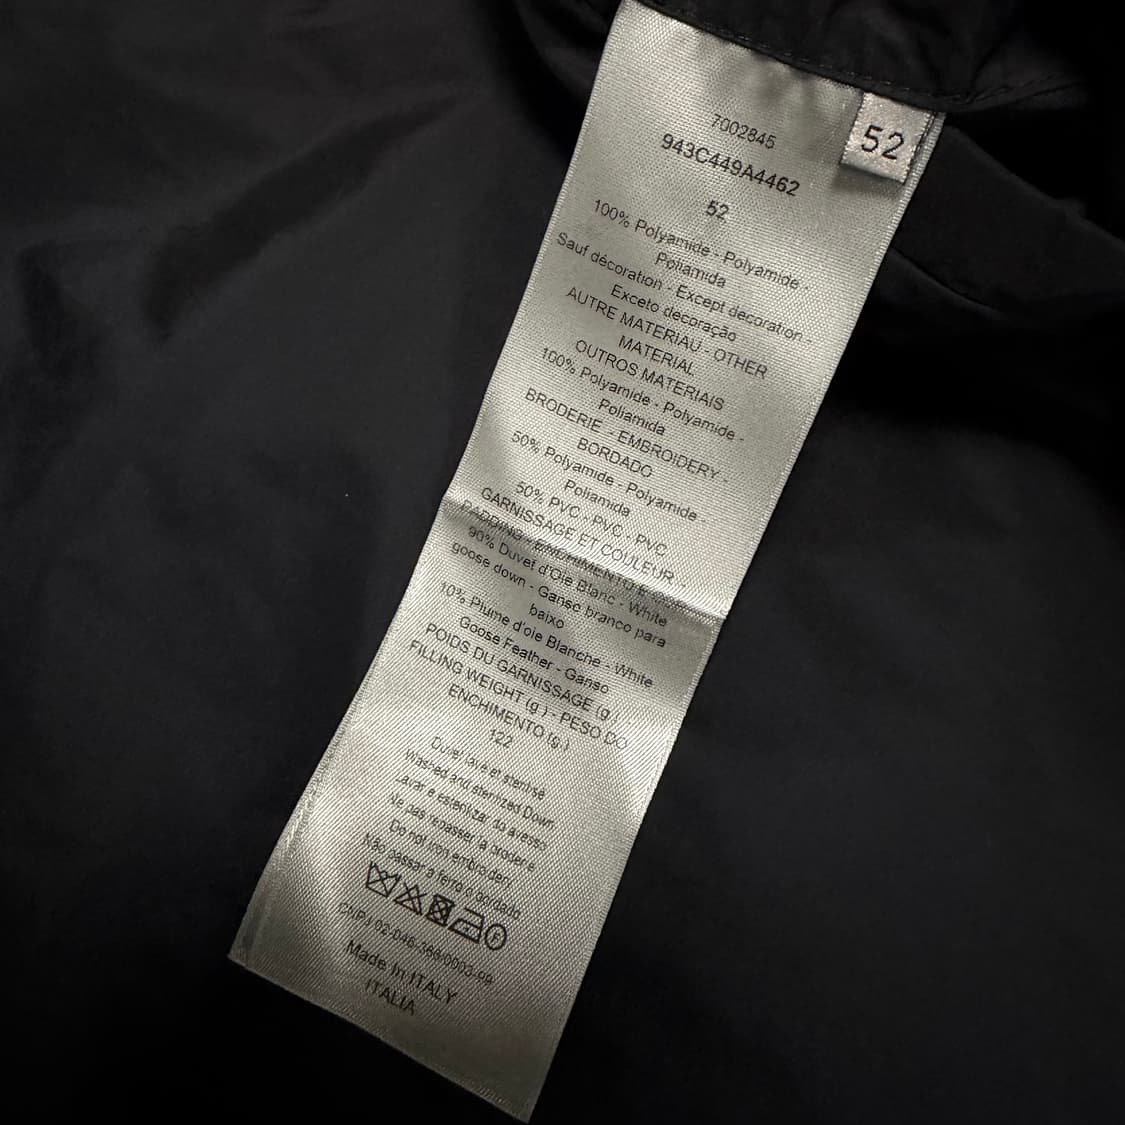 7002845
52
943C449A4462
52
100% Polyamide - Polyamide -
Poliamida
Sauf décoration - Except decoration -
Exceto decoração
AUTRE MATERIAU - OTHER
MATERIAL
OUTROS MATERIAIS
100% Polyamide - Polyamide -
Poliamida
BRODERIE - EMBROIDERY -
BORDADO
50% Polyamide - Polyamide -
Poliamida
50% PVC - PVC - PVC
GARNISSAGE ET COULEUR
PADDING - ENCHIMENTO E
90% Duvet d'Oie Blanc - White
goose down - Ganso branco para
baixo
10% Plume d'oie Blanche - White
Goose Feather - Ganso
POIDS DU GARNISSAGE (g.)
FILLING WEIGHT (g.) - PESO DO
ENCHIMENTO (g.)
122
Duvet lavé et stérilisé
Washed and sterilized Down
Lavar e esterilizar do avesso
Ne pas repasser la broderie
Do not iron embroidery
Não passar a ferro o bordado
CNPJ
Made in ITALY
ITALIA